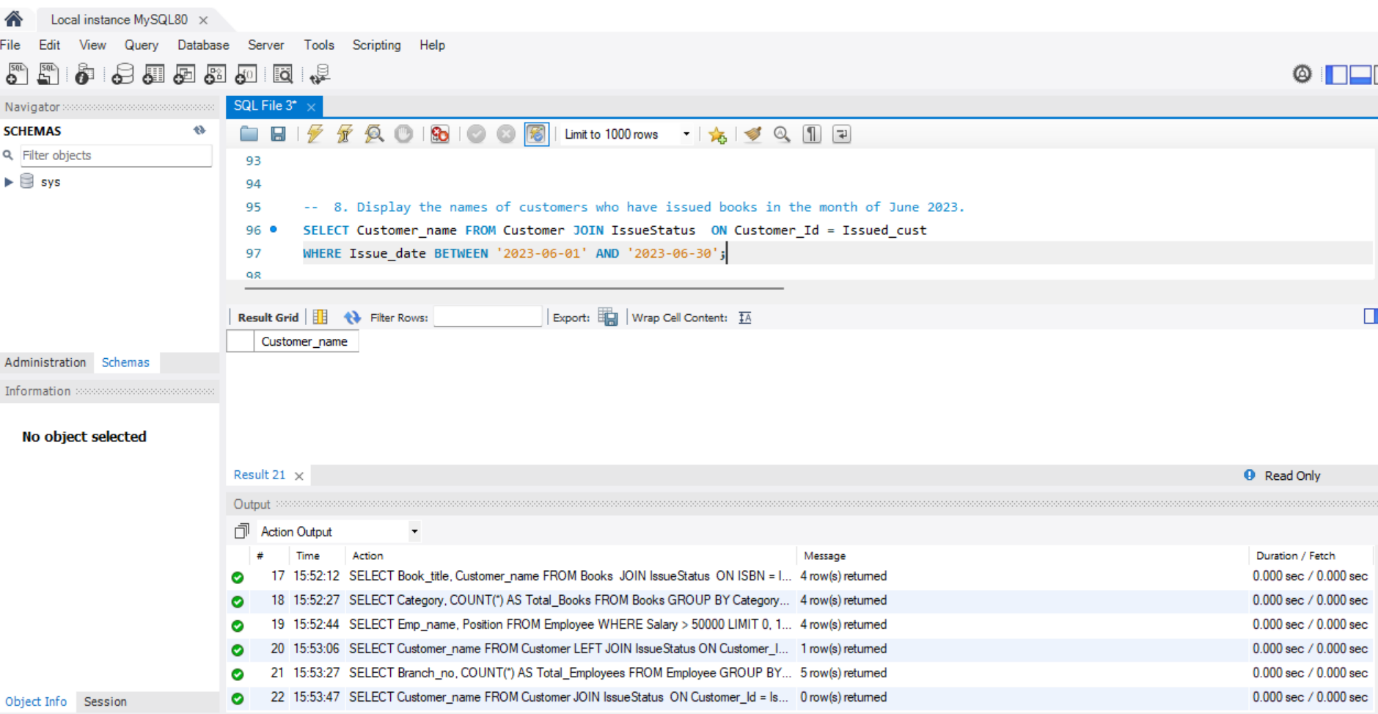 Local instance MySQL80 ×
File Edit View Query Database Server Tools Scripting Help
Navigator
SCHEMAS
Filter objects
sys
Administration Schemas
Information
No object selected
Object Info Session
SQL File 3* ×
Limit to 1000 rows
93
94
95 -- 8. Display the names of customers who have issued books in the month of June 2023.
96 SELECT Customer_name FROM Customer JOIN IssueStatus ON Customer_Id = Issued_cust
97 WHERE Issue_date BETWEEN '2023-06-01' AND '2023-06-30';
98
Result Grid Filter Rows: Export: Wrap Cell Content: IA
Customer_name
Result 21 × Read Only
Output
Action Output
# Time Action Message Duration / Fetch
17 15:52:12 SELECT Book_title, Customer_name FROM Books JOIN IssueStatus ON ISBN = I... 4 row(s) returned 0.000 sec / 0.000 sec
18 15:52:27 SELECT Category, COUNT(*) AS Total_Books FROM Books GROUP BY Category... 4 row(s) returned 0.000 sec / 0.000 sec
19 15:52:44 SELECT Emp_name, Position FROM Employee WHERE Salary > 50000 LIMIT 0, 1... 4 row(s) returned 0.000 sec / 0.000 sec
20 15:53:06 SELECT Customer_name FROM Customer LEFT JOIN IssueStatus ON Customer_I... 1 row(s) returned 0.000 sec / 0.000 sec
21 15:53:27 SELECT Branch_no, COUNT(*) AS Total_Employees FROM Employee GROUP BY... 5 row(s) returned 0.000 sec / 0.000 sec
22 15:53:47 SELECT Customer_name FROM Customer JOIN IssueStatus ON Customer_Id = Is... 0 row(s) returned 0.000 sec / 0.000 sec